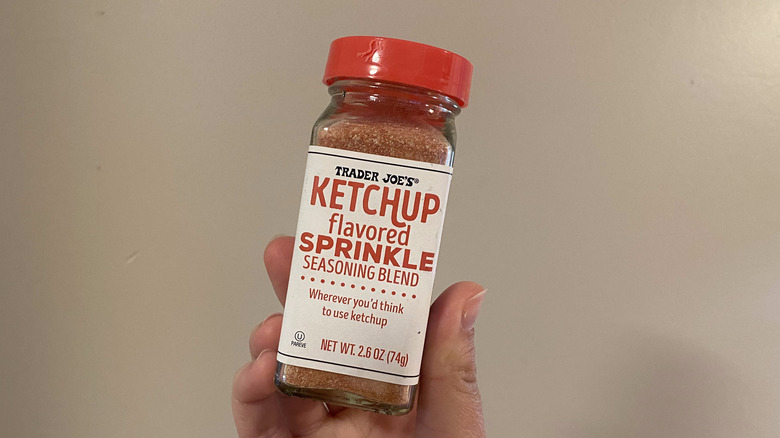 TRADER JOE'S®
KETCHUP
flavored
SPRINKLE
SEASONING BLEND
Wherever you'd think
to use ketchup
U
PAREVE
NET WT. 2.6 OZ (74g)